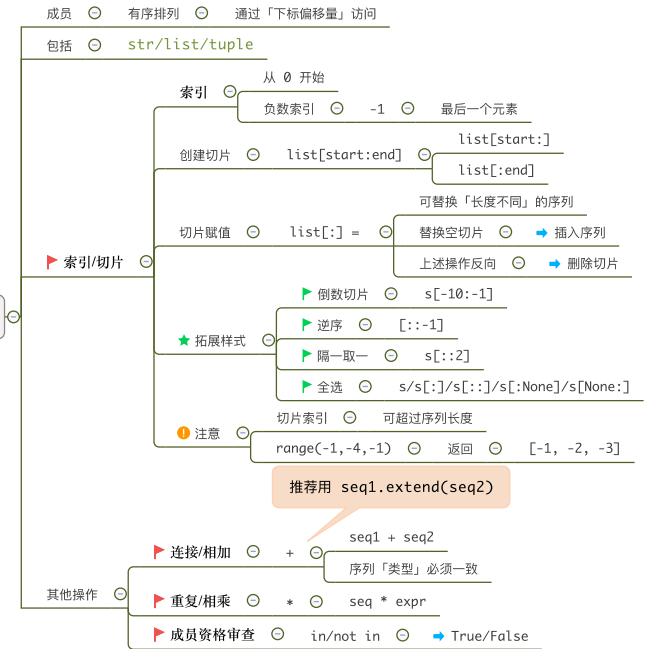 成员 有序排列 通过「下标偏移量」访问
包括 str/list/tuple
索引/切片
索引
从 0 开始
负数索引 -1 最后一个元素
创建切片 list[start:end]
list[start:]
list[:end]
切片赋值 list[:] =
可替换「长度不同」的序列
替换空切片 插入序列
上述操作反向 删除切片
拓展样式
倒数切片 s[-10:-1]
逆序 [::-1]
隔一取一 s[::2]
全选 s/s[:]/s[::]/s[:None]/s[None:]
注意
切片索引 可超过序列长度
range(-1,-4,-1) 返回 [-1, -2, -3]
推荐用 seq1.extend(seq2)
其他操作
连接/相加 +
seq1 + seq2
序列「类型」必须一致
重复/相乘 * seq * expr
成员资格审查 in/not in True/False